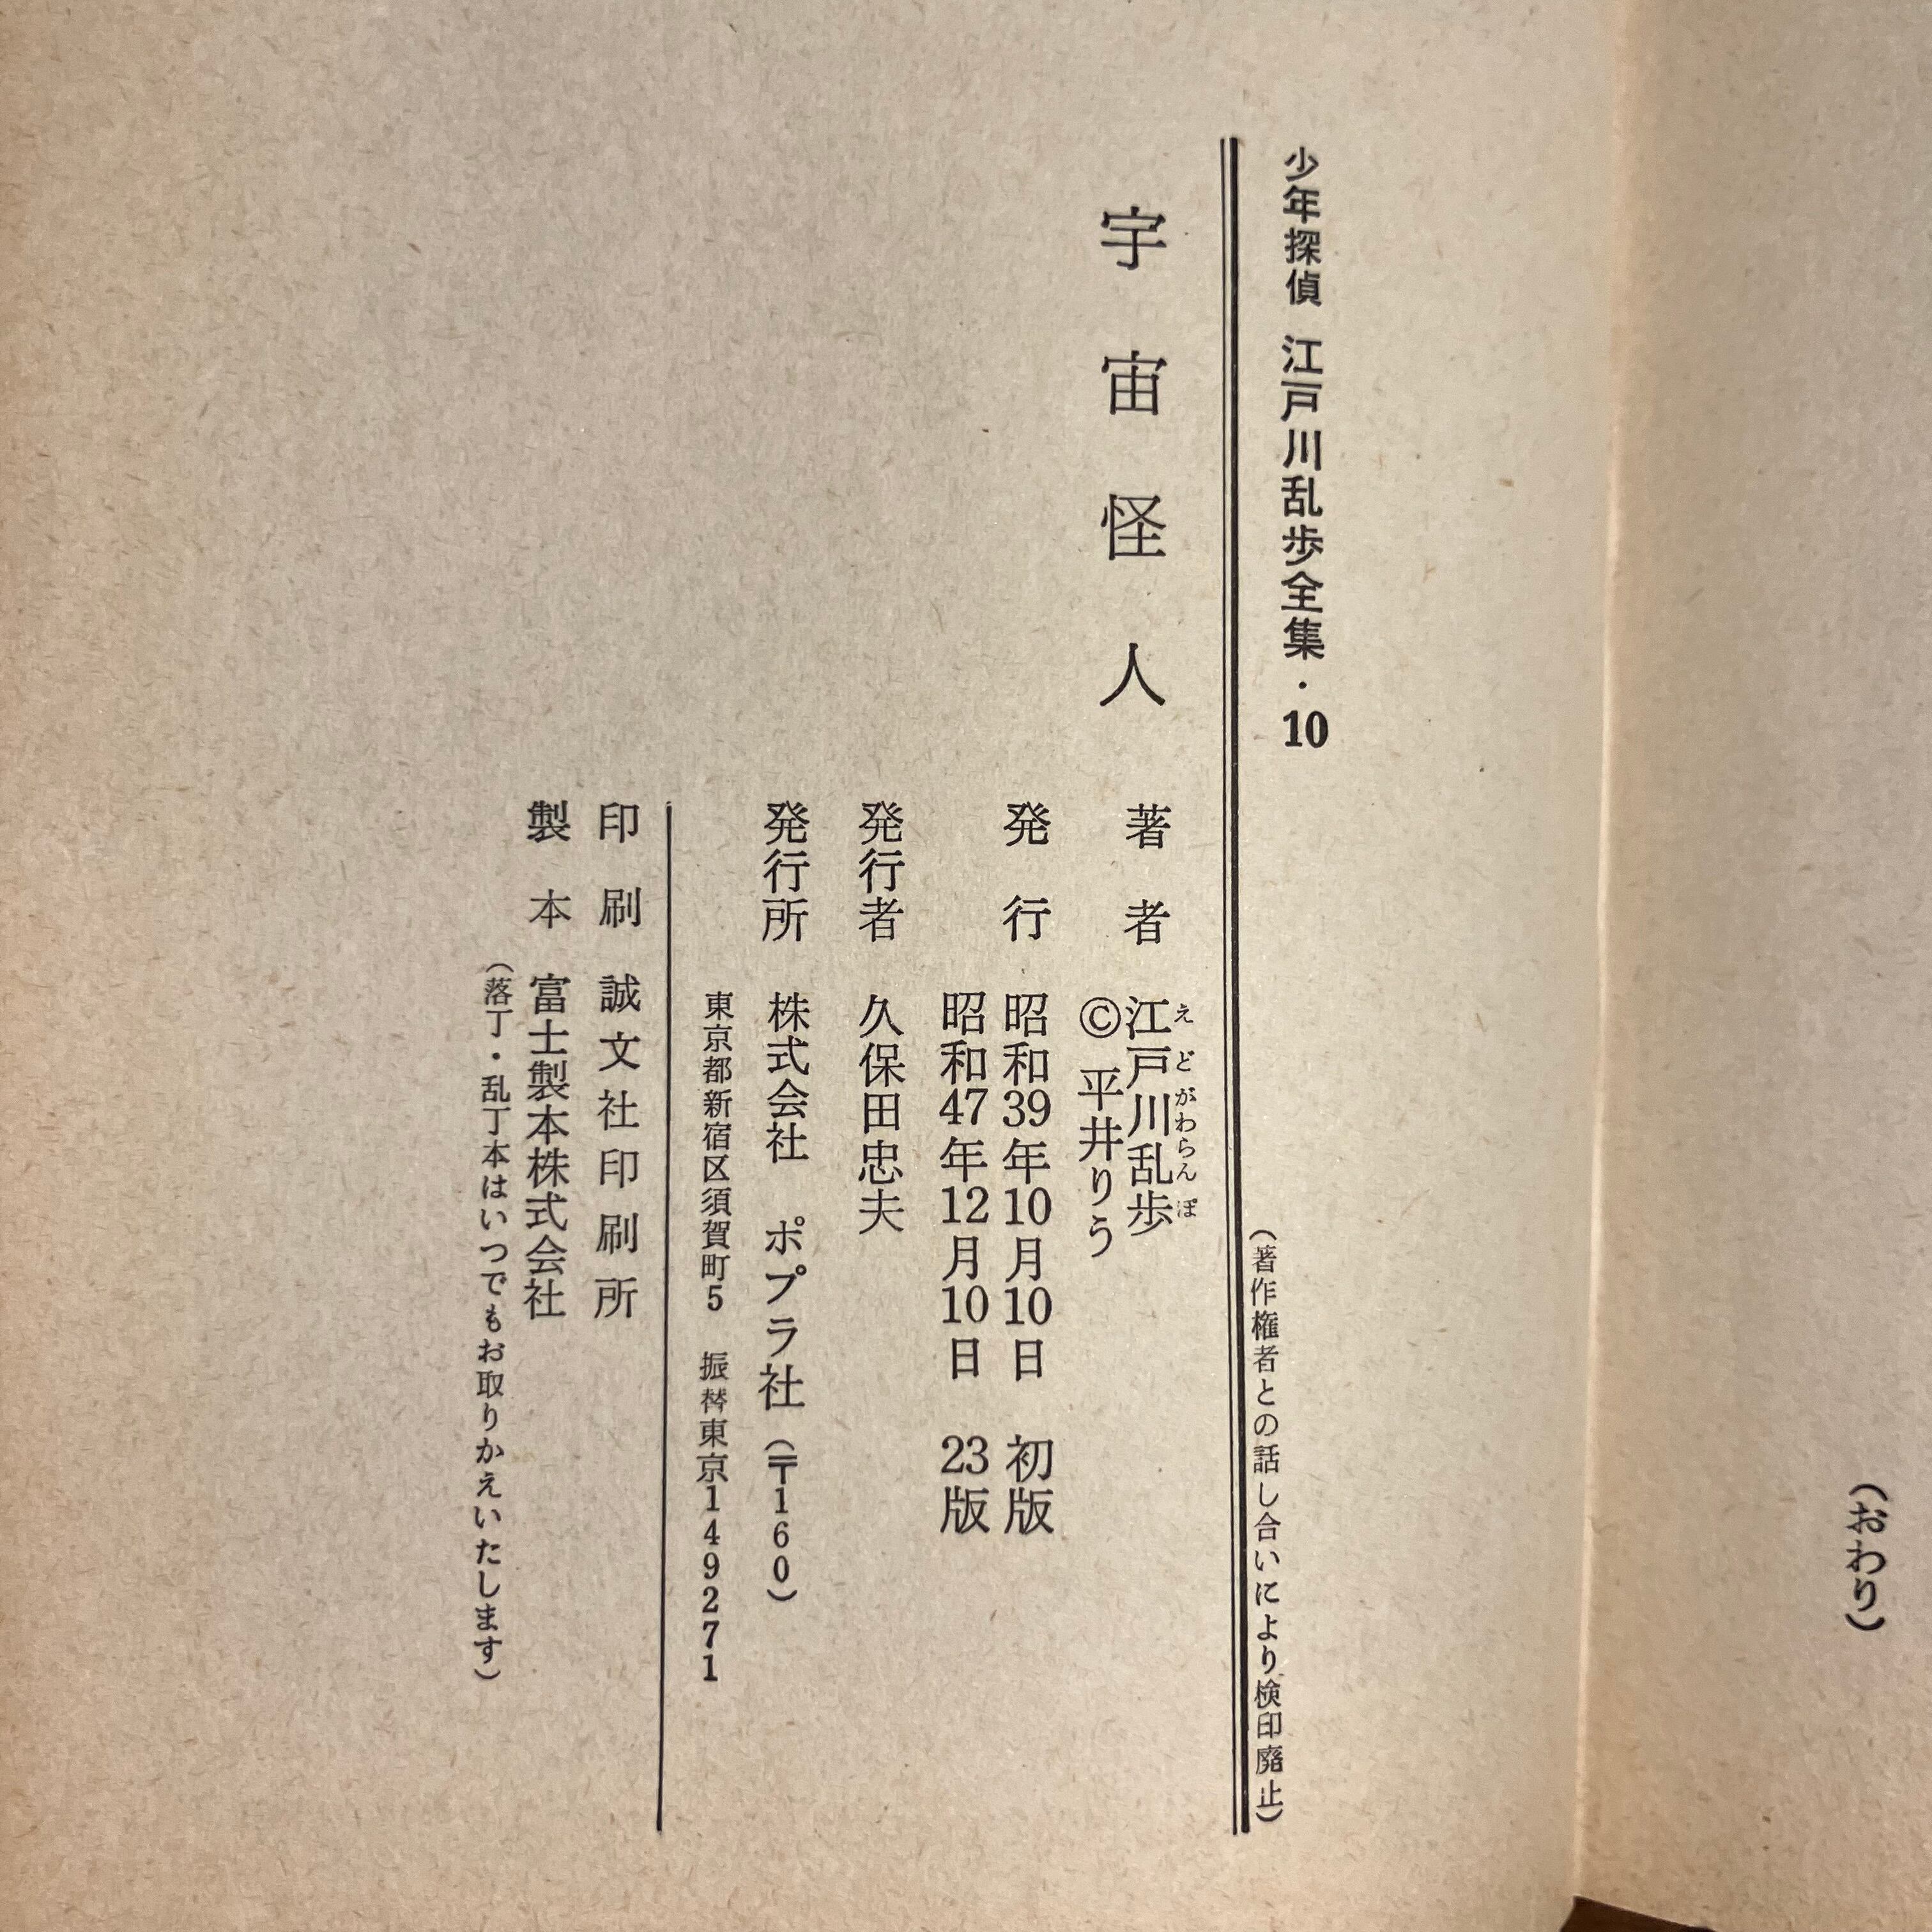 (おわり)
少年探偵 江戸川乱歩全集・10
(著作権者との話し合いにより検印廃止)
宇宙怪人
著者 江戸川乱歩
えどがわらんぽ
© 平井りう
発行 昭和39年10月10日 初版
昭和47年12月10日 23版
発行者 久保田忠夫
発行所 株式会社 ポプラ社(〒160)
東京都新宿区須賀町5 振替東京149271
印刷 誠文社印刷所
製本 富士製本株式会社
(落丁・乱丁本はいつでもお取りかえいたします)